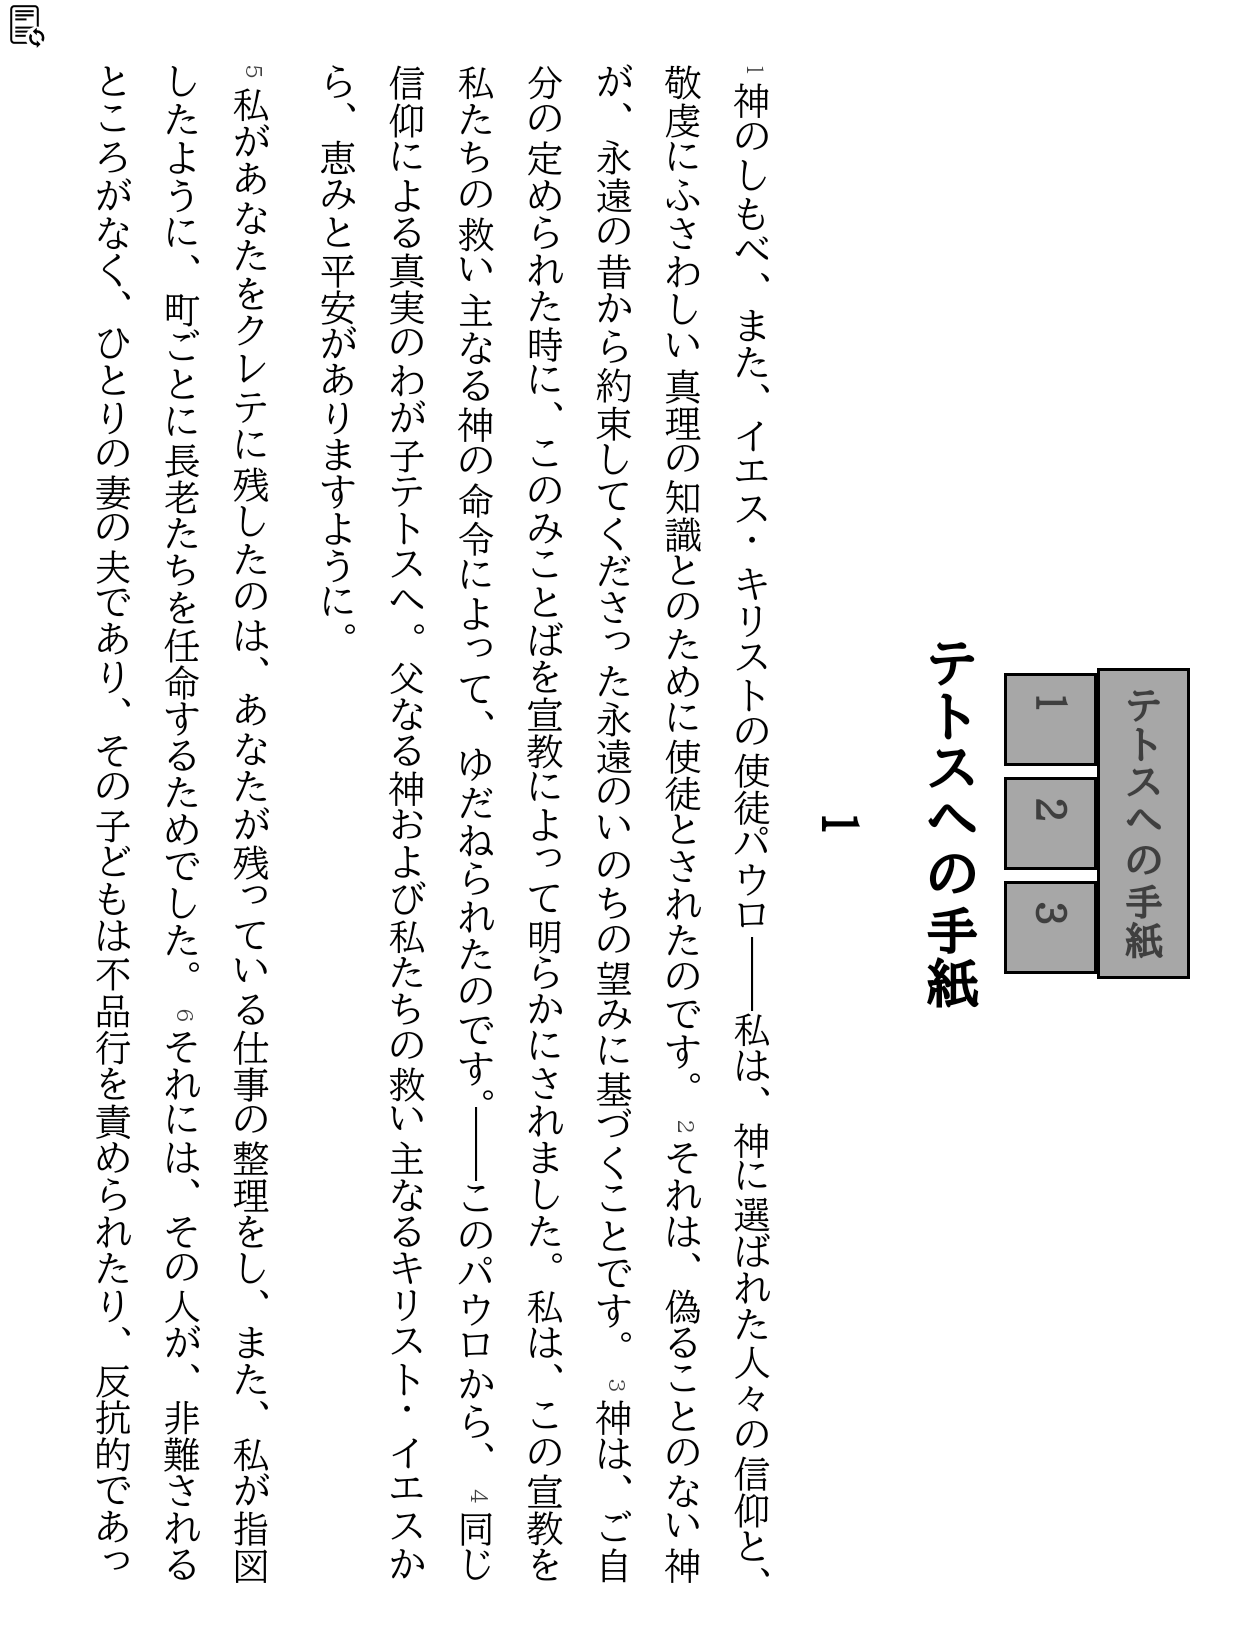 テトスへの手紙
1
2
3
テトスへの手紙
1
1 神のしもべ、また、イエス・キリストの使徒パウロ――私は、神に選ばれた人々の信仰と、
敬虔にふさわしい真理の知識とのために使徒とされたのです。 2 それは、偽ることのない神
が、永遠の昔から約束してくださった永遠のいのちの望みに基づくことです。 3 神は、ご自
分の定められた時に、このみことばを宣教によって明らかにされました。私は、この宣教を
私たちの救い主なる神の命令によって、ゆだねられたのです。――このパウロから、 4 同じ
信仰による真実のわが子テトスへ。父なる神および私たちの救い主なるキリスト・イエスか
ら、恵みと平安がありますように。
5 私があなたをクレテに残したのは、あなたが残っている仕事の整理をし、また、私が指図
したように、町ごとに長老たちを任命するためでした。 6 それには、その人が、非難される
ところがなく、ひとりの妻の夫であり、その子どもは不品行を責められたり、反抗的であっ